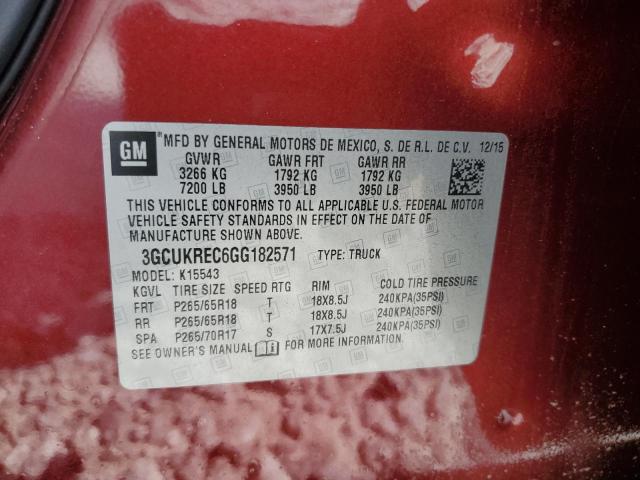 GM
MFD BY GENERAL MOTORS DE MEXICO, S. DE R.L. DE C.V. 12/15
GVWR GAWR FRT GAWR RR
3266 KG 1792 KG 1792 KG
7200 LB 3950 LB 3950 LB
THIS VEHICLE CONFORMS TO ALL APPLICABLE U.S. FEDERAL MOTOR
VEHICLE SAFETY STANDARDS IN EFFECT ON THE DATE OF
MANUFACTURE SHOWN ABOVE.
3GCUKREC6GG182571 TYPE: TRUCK
MODEL: K15543
KGVL TIRE SIZE SPEED RTG RIM COLD TIRE PRESSURE
FRT P265/65R18 T 18X8.5J 240KPA(35PSI)
RR P265/65R18 T 18X8.5J 240KPA(35PSI)
SPA P265/70R17 S 17X7.5J 240KPA(35PSI)
SEE OWNER'S MANUAL FOR MORE INFORMATION.